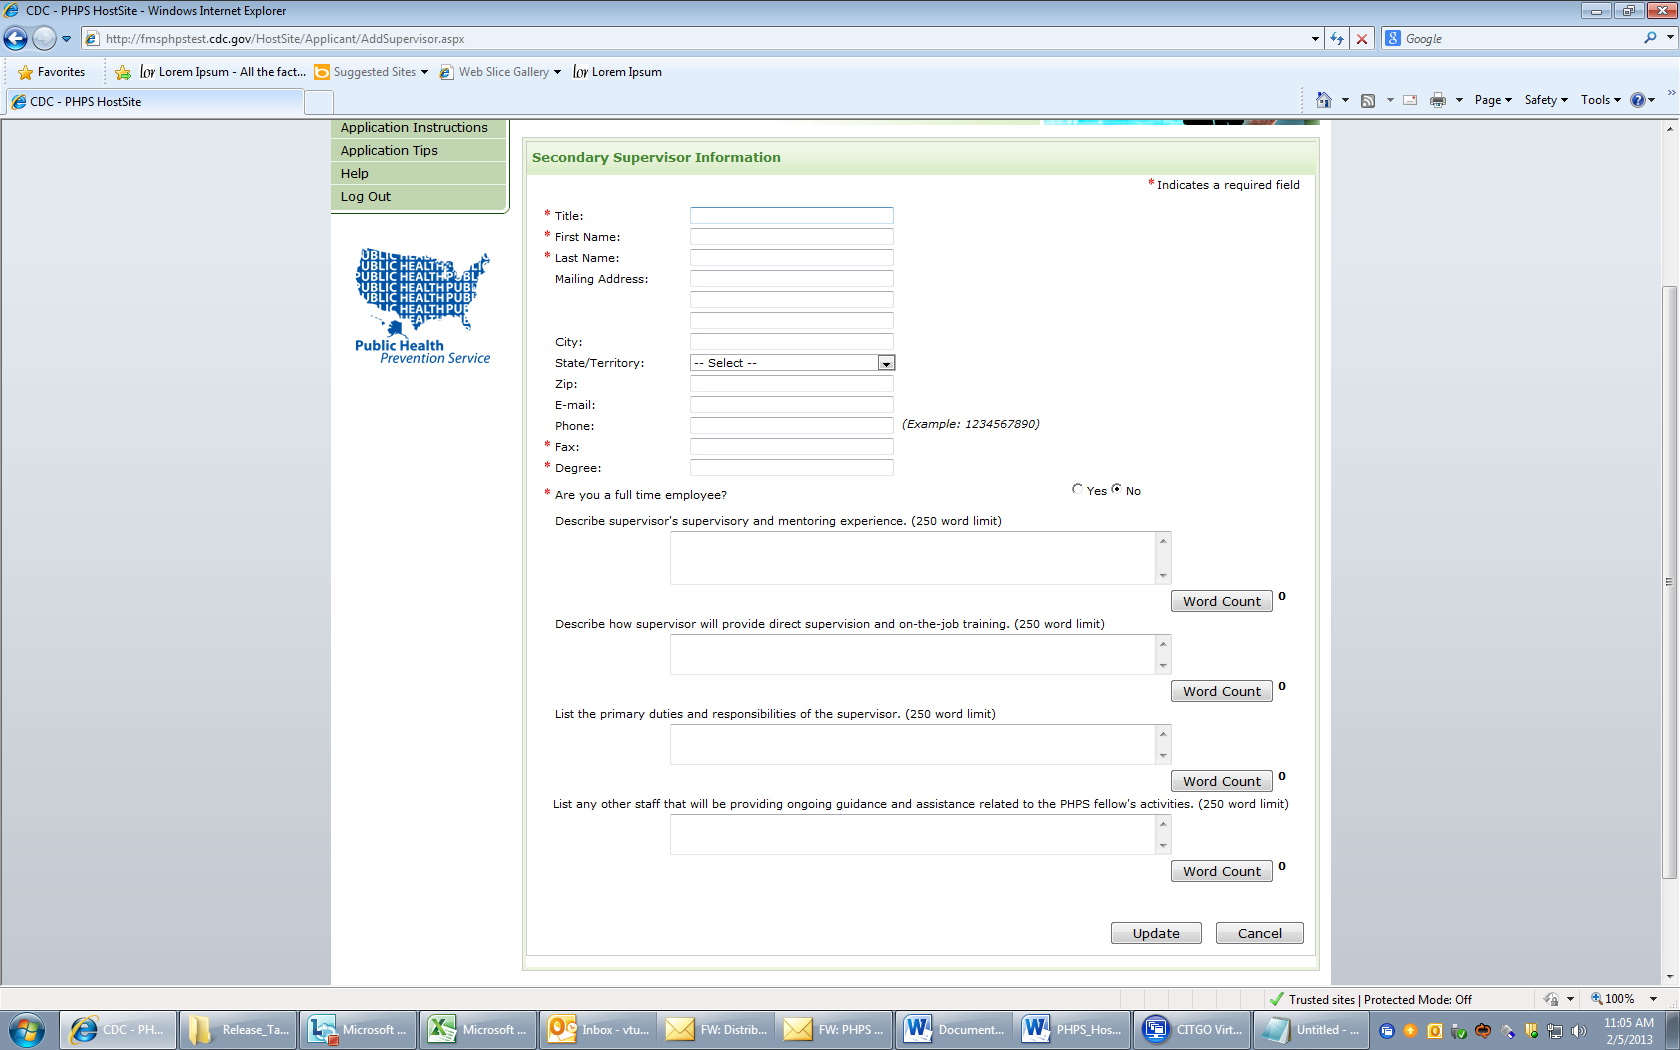 CDC - PHPS HostSite - Windows Internet Explorer
http://fmsphpstest.cdc.gov/HostSite/Applicant/AddSupervisor.aspx
Google
Favorites
Lorem Ipsum - All the fact...
Suggested Sites
Web Slice Gallery
Lorem Ipsum
CDC - PHPS HostSite
Page
Safety
Tools
Application Instructions
Application Tips
Help
Log Out
Public Health
Prevention Service
Secondary Supervisor Information
* Indicates a required field
* Title:
* First Name:
* Last Name:
Mailing Address:
City:
State/Territory: -- Select --
Zip:
E-mail:
Phone: (Example: 1234567890)
* Fax:
* Degree:
* Are you a full time employee? Yes No
Describe supervisor's supervisory and mentoring experience. (250 word limit)
Word Count 0
Describe how supervisor will provide direct supervision and on-the-job training. (250 word limit)
Word Count 0
List the primary duties and responsibilities of the supervisor. (250 word limit)
Word Count 0
List any other staff that will be providing ongoing guidance and assistance related to the PHPS fellow's activities. (250 word limit)
Word Count 0
Update Cancel
Trusted sites | Protected Mode: Off
100%
CDC - PH...
Release_Ta...
Microsoft ...
Microsoft ...
Inbox - vtu...
FW: Distrib...
FW: PHPS ...
Document...
PHPS_Hos...
CITGO Virt...
Untitled - ...
11:05 AM
2/5/2013